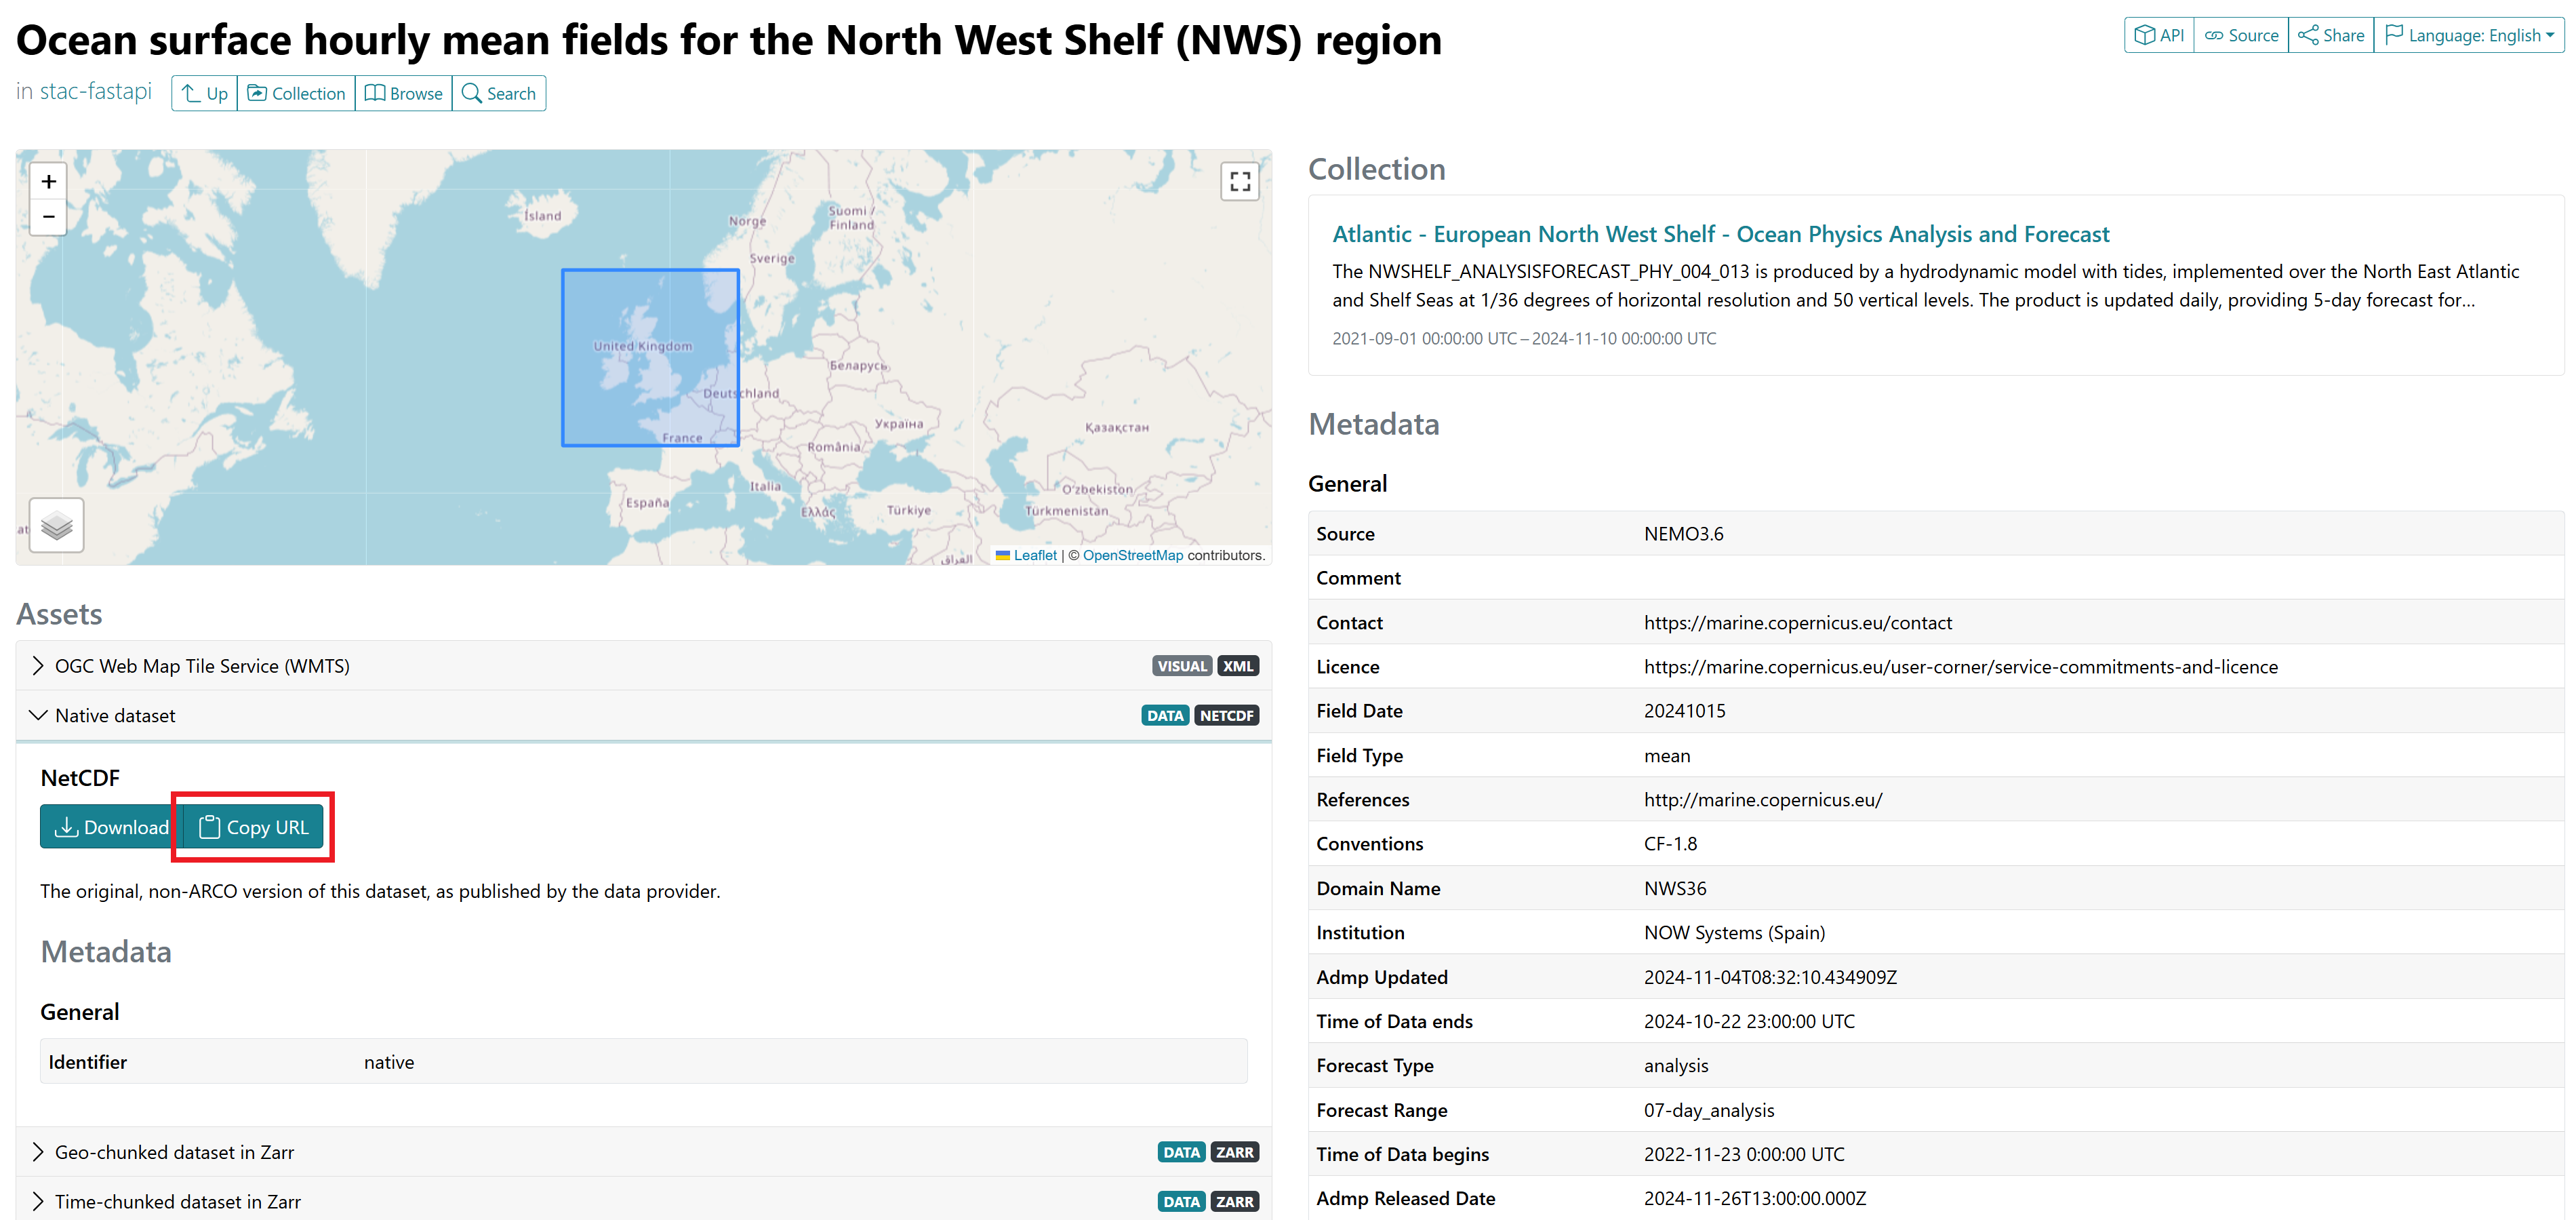 Ocean surface hourly mean fields for the North West Shelf (NWS) region
API
Source
Share
Language: English
in stac-fastapi
Up
Collection
Browse
Search
+
−
Ísland
Norge
Suomi /
Finland
Sverige
United Kingdom
Беларусь
Deutschland
Україна
France
Қазақстан
România
Italia
O'zbekiston
España
Ελλάς
Türkiye
Türkmenistan
العراق
Leaflet | © OpenStreetMap contributors.
Assets
OGC Web Map Tile Service (WMTS)
VISUAL XML
Native dataset
DATA NETCDF
NetCDF
Download
Copy URL
The original, non-ARCO version of this dataset, as published by the data provider.
Metadata
General
Identifier native
Geo-chunked dataset in Zarr
DATA ZARR
Time-chunked dataset in Zarr
DATA ZARR
Collection
Atlantic - European North West Shelf - Ocean Physics Analysis and Forecast
The NWSHELF_ANALYSISFORECAST_PHY_004_013 is produced by a hydrodynamic model with tides, implemented over the North East Atlantic
and Shelf Seas at 1/36 degrees of horizontal resolution and 50 vertical levels. The product is updated daily, providing 5-day forecast for...
2021-09-01 00:00:00 UTC – 2024-11-10 00:00:00 UTC
Metadata
General
Source NEMO3.6
Comment
Contact https://marine.copernicus.eu/contact
Licence https://marine.copernicus.eu/user-corner/service-commitments-and-licence
Field Date 20241015
Field Type mean
References http://marine.copernicus.eu/
Conventions CF-1.8
Domain Name NWS36
Institution NOW Systems (Spain)
Admp Updated 2024-11-04T08:32:10.434909Z
Time of Data ends 2024-10-22 23:00:00 UTC
Forecast Type analysis
Forecast Range 07-day_analysis
Time of Data begins 2022-11-23 0:00:00 UTC
Admp Released Date 2024-11-26T13:00:00.000Z